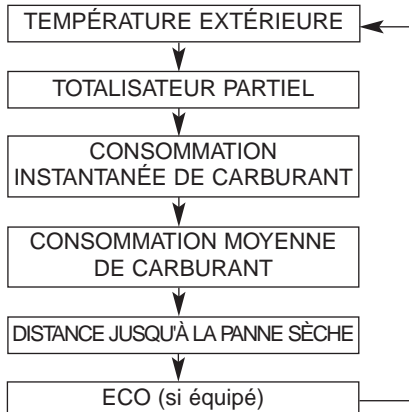 TEMPÉRATURE EXTÉRIEURE
TOTALISATEUR PARTIEL
CONSOMMATION
INSTANTANÉE DE CARBURANT
CONSOMMATION MOYENNE
DE CARBURANT
DISTANCE JUSQU'À LA PANNE SÈCHE
ECO (si équipé)